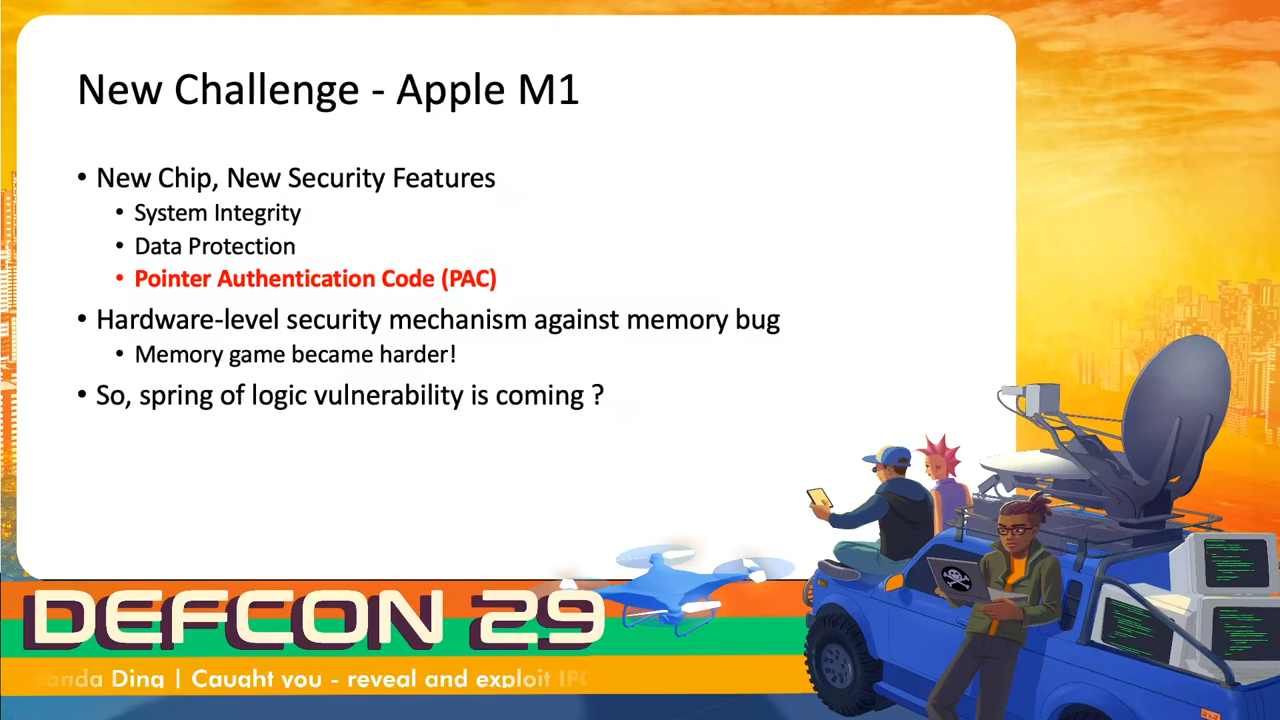 New Challenge - Apple M1
• New Chip, New Security Features
• System Integrity
• Data Protection
• Pointer Authentication Code (PAC)
• Hardware-level security mechanism against memory bug
• Memory game became harder!
• So, spring of logic vulnerability is coming ?
DEFCON 29
Ding | Caught you - reveal and exploit IPC